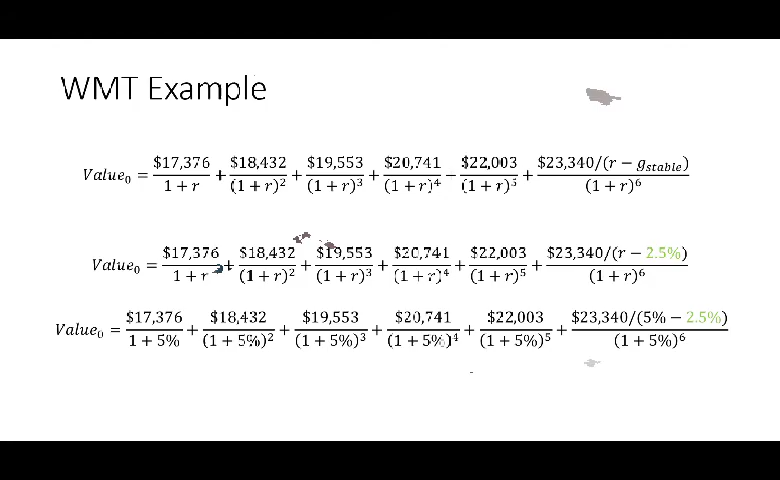 WMT Example
Value₀ = $17,376/(1 + r) + $18,432/(1 + r)² + $19,553/(1 + r)³ + $20,741/(1 + r)⁴ − $22,003/(1 + r)⁵ + $23,340/(r − g_stable)/(1 + r)⁶
Value₀ = $17,376/(1 + r) + $18,432/(1 + r)² + $19,553/(1 + r)³ + $20,741/(1 + r)⁴ + $22,003/(1 + r)⁵ + $23,340/(r − 2.5%)/(1 + r)⁶
Value₀ = $17,376/(1 + 5%) + $18,432/(1 + 5%)² + $19,553/(1 + 5%)³ + $20,741/(1 + 5%)⁴ + $22,003/(1 + 5%)⁵ + $23,340/(5% − 2.5%)/(1 + 5%)⁶